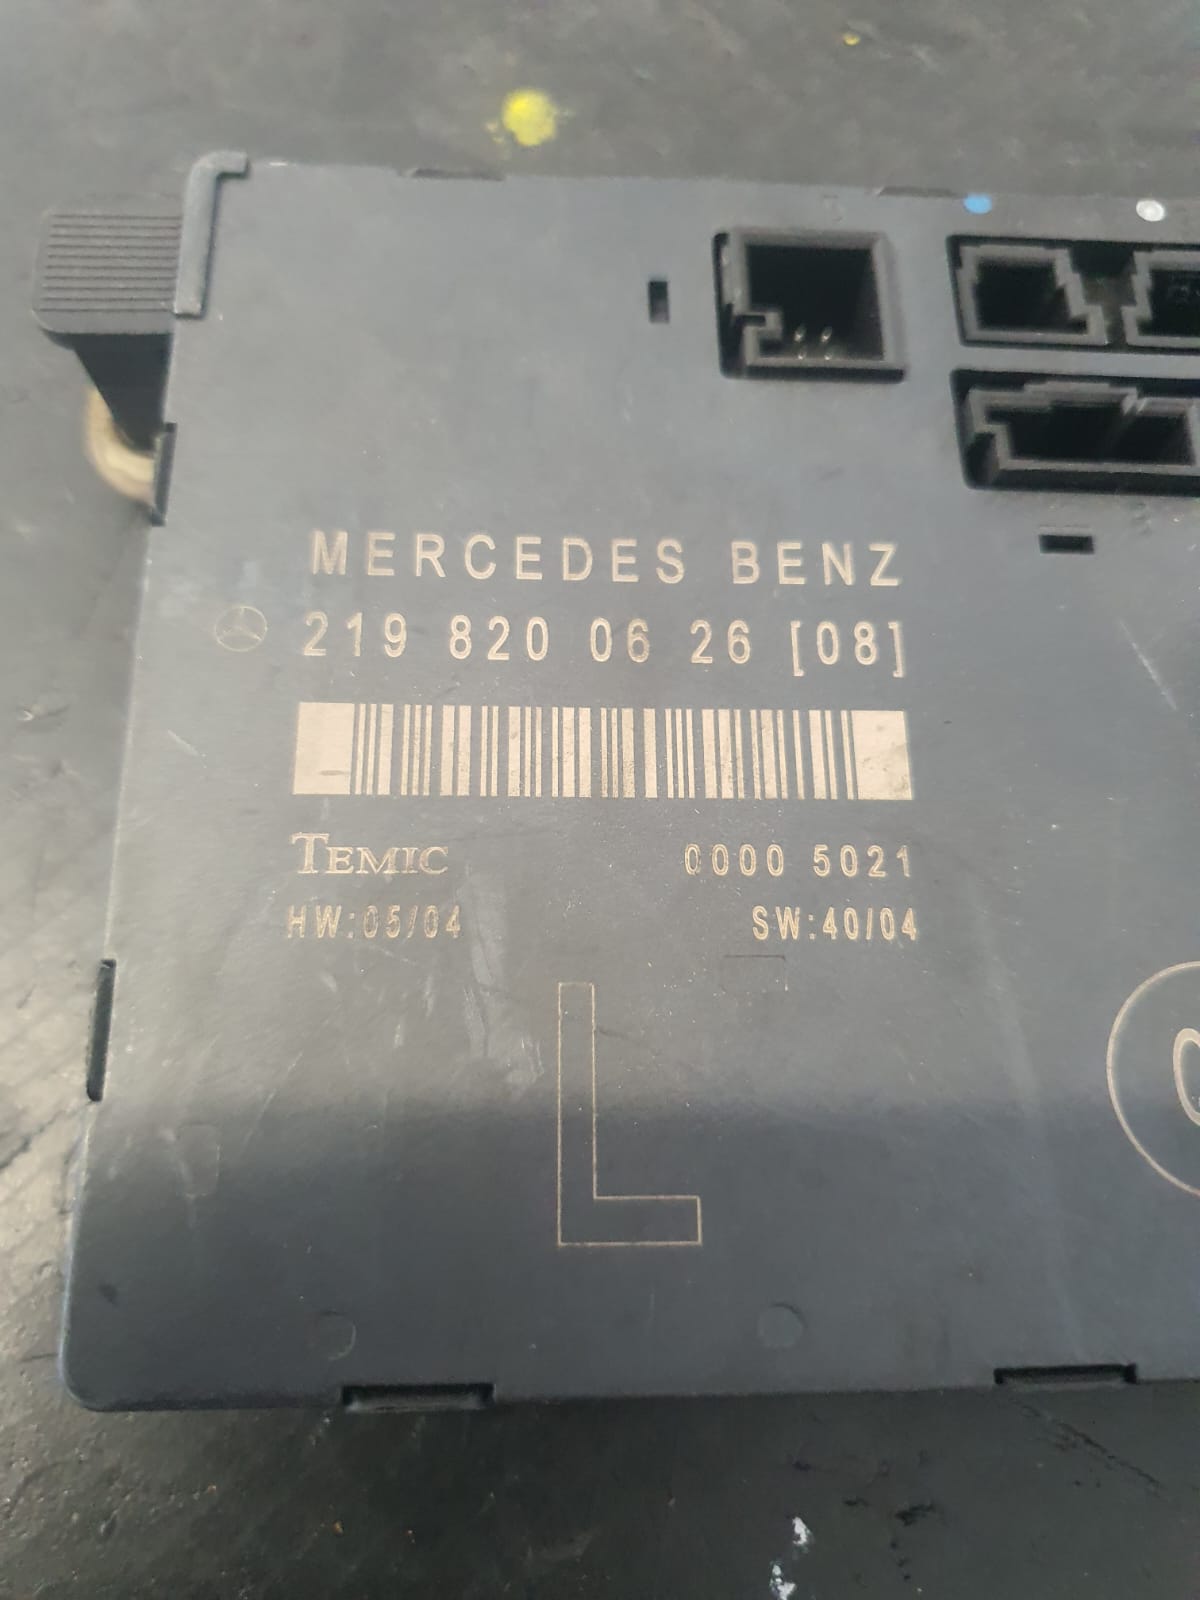 MERCEDES BENZ
219 820 06 26 [08]
TEMIC 0000 5021
HW:05/04 SW:40/04
L